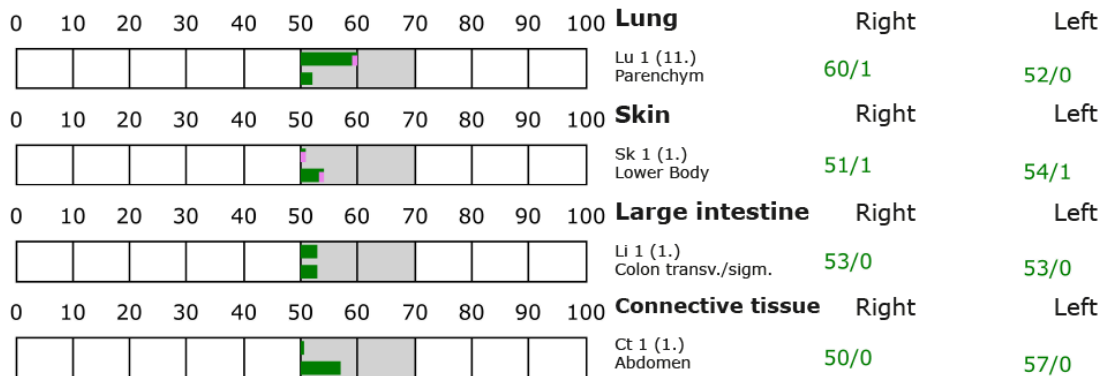 0 10 20 30 40 50 60 70 80 90 100 Lung Right Left
Lu 1 (11.)
Parenchym 60/1 52/0
0 10 20 30 40 50 60 70 80 90 100 Skin Right Left
Sk 1 (1.)
Lower Body 51/1 54/1
0 10 20 30 40 50 60 70 80 90 100 Large intestine Right Left
Li 1 (1.)
Colon transv./sigm. 53/0 53/0
0 10 20 30 40 50 60 70 80 90 100 Connective tissue Right Left
Ct 1 (1.)
Abdomen 50/0 57/0